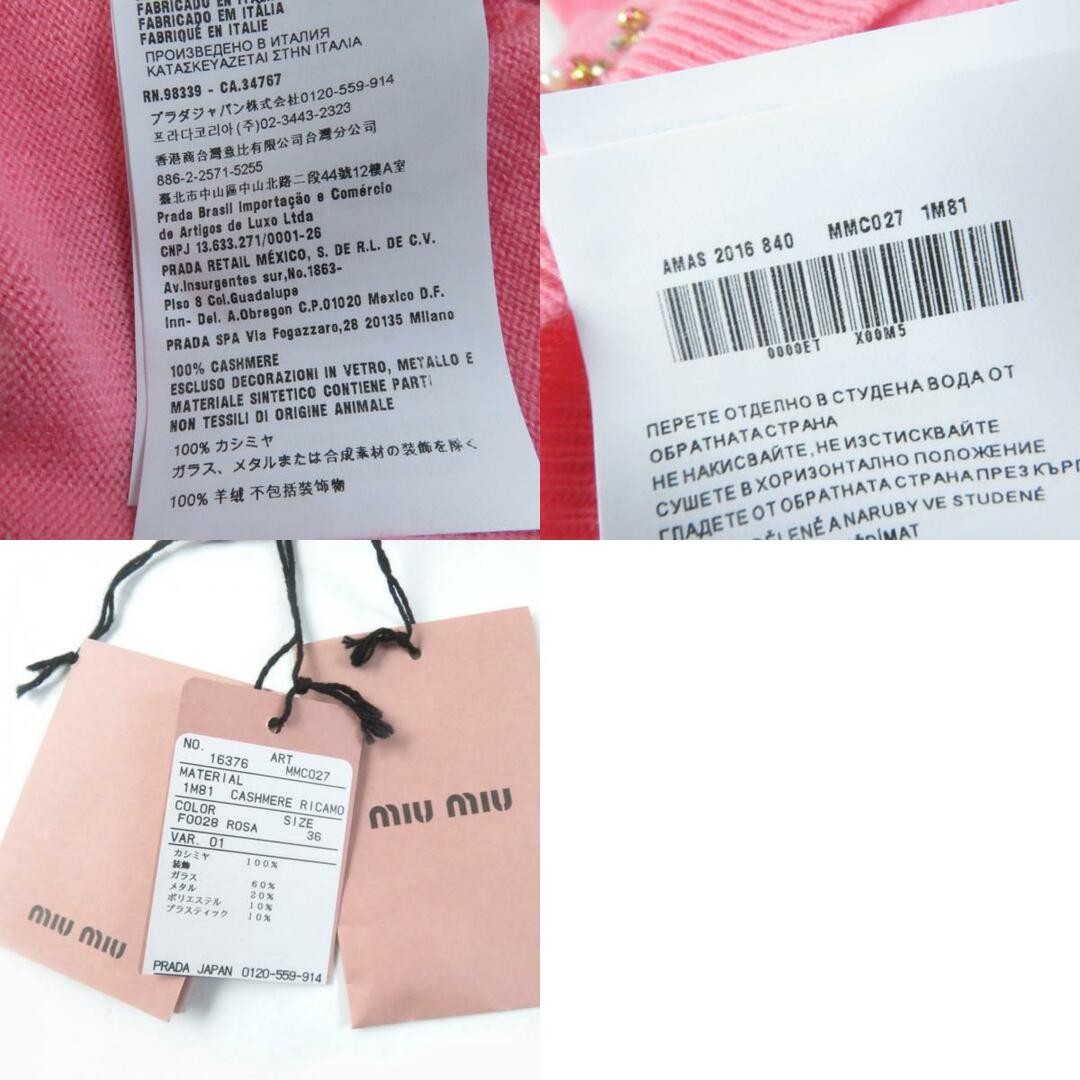 FABRICADO EM ITÁLIA
FABRIQUÉ EN ITALIE
ПРОИЗВЕДЕНО В ИТАЛИЯ
ΚΑΤΑΣΚΕΥΑΖΕΤΑΙ ΣΤΗΝ ΙΤΑΛΙΑ
RN.98339 - CA.34767
プラダジャパン株式会社0120-559-914
프라다코리아(주)02-3443-2323
香港商台灣意比有限公司台灣分公司
886-2-2571-5255
臺北市中山區中山北路二段44號12樓A室
Prada Brasil Importação e Comércio
de Artigos de Luxo Ltda
CNPJ 13.633.271/0001-26
PRADA RETAIL MÉXICO, S. DE R.L. DE C.V.
Av.Insurgentes sur,No.1863-
Piso 8 Col.Guadalupe
Inn- Del. A.Obregon C.P.01020 Mexico D.F.
PRADA SPA Via Fogazzaro,28 20135 Milano
100% CASHMERE
ESCLUSO DECORAZIONI IN VETRO, METALLO E
MATERIALE SINTETICO CONTIENE PARTI
NON TESSILI DI ORIGINE ANIMALE
100% カシミヤ
ガラス、メタルまたは合成素材の装飾を除く
100% 羊绒 不包括装饰物
AMAS 2016 840 MMC027 1M81
0000ET X00M5
ПЕРЕТЕ ОТДЕЛНО В СТУДЕНА ВОДА ОТ
ОБРАТНАТА СТРАНА
НЕ НАКИСВАЙТЕ, НЕ ИЗСТИСКВАЙТЕ
СУШЕТЕ В ХОРИЗОНТАЛНО ПОЛОЖЕНИЕ
ГЛАДЕТЕ ОТ ОБРАТНАТА СТРАНА ПРЕЗ КЪРП
A NARUBY VE STUDENÉ
NO. ART
16376 MMC027
MATERIAL
1M81 CASHMERE RICAMO
COLOR SIZE
F0028 ROSA 36
VAR. 01
カシミヤ 100%
装飾
ガラス 60%
メタル 20%
ポリエステル 10%
プラスティック 10%
PRADA JAPAN 0120-559-914
miu miu
miu miu